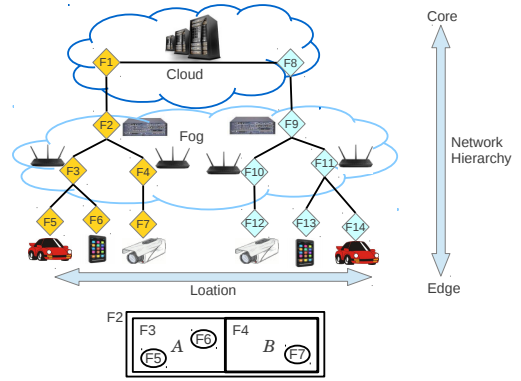 Core
F1
F8
Cloud
F2
F9
Fog
Network
Hierarchy
F3
F4
F10
F11
F5
F6
F7
F12
F13
F14
Loation
Edge
F2
F3
F4
F6
A
B
F5
F7